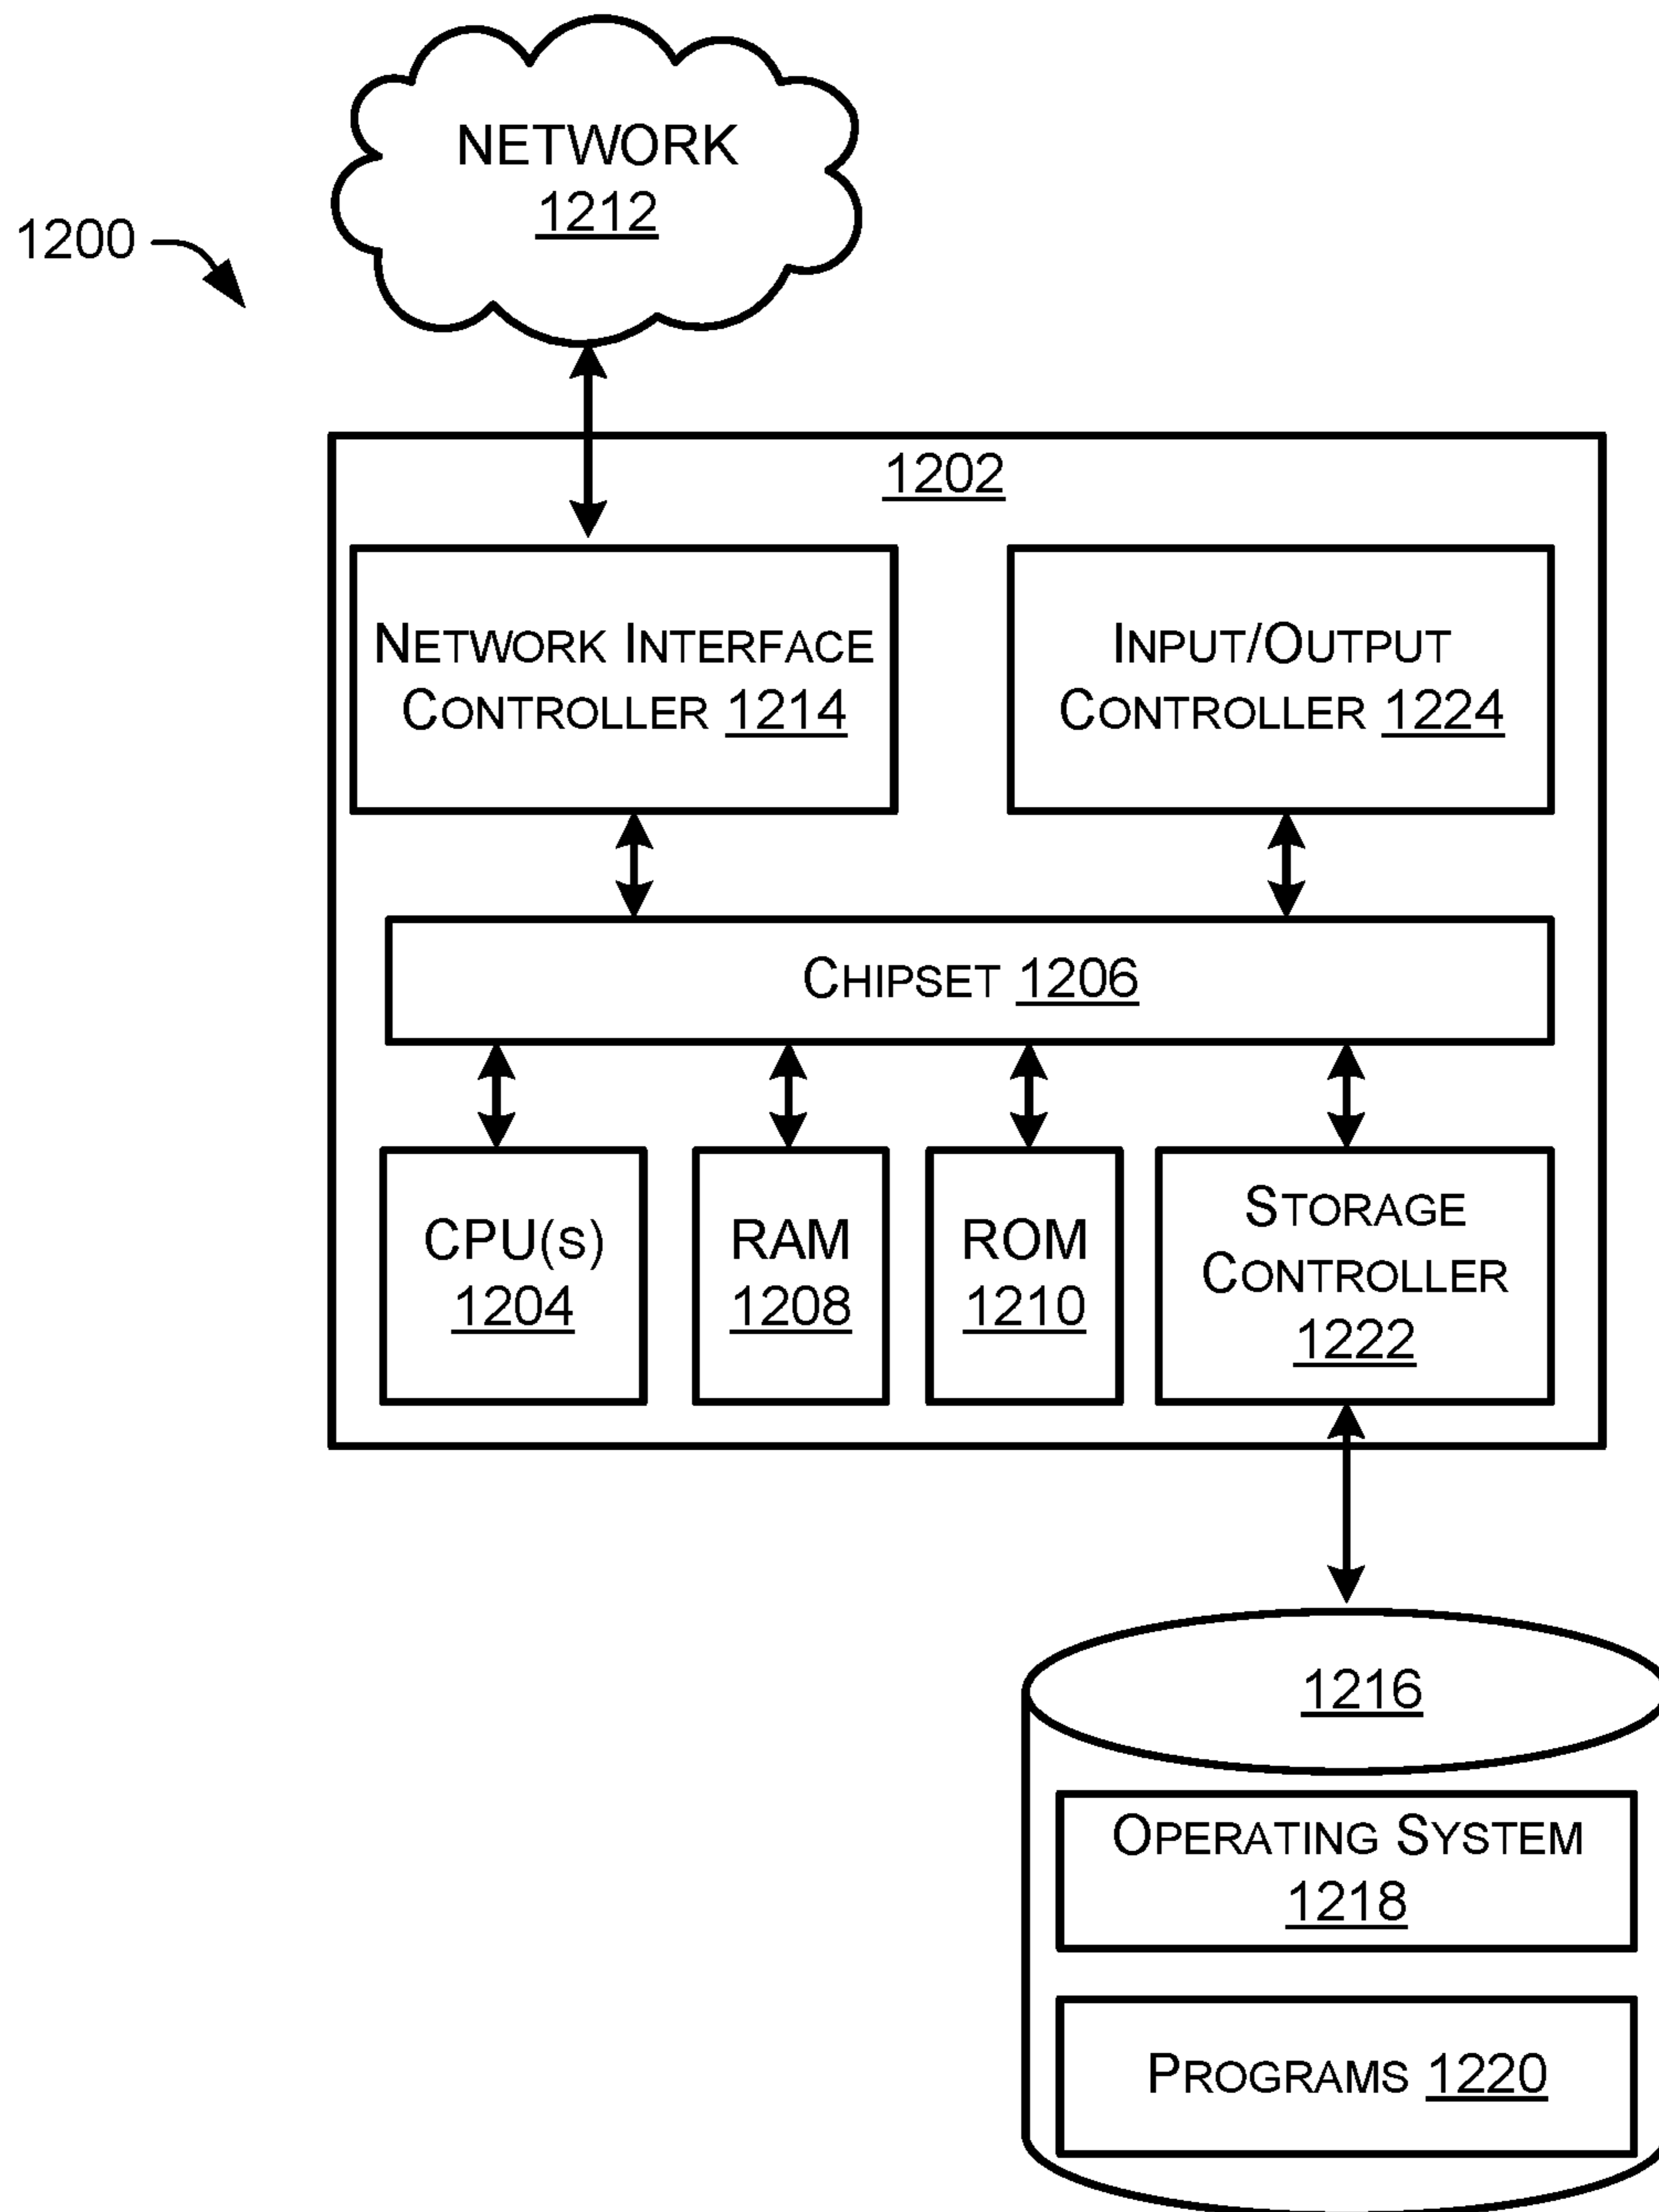 NETWORK
1212
1200
1202
NETWORK INTERFACE
CONTROLLER 1214
INPUT/OUTPUT
CONTROLLER 1224
CHIPSET 1206
CPU(S)
1204
RAM
1208
ROM
1210
STORAGE
CONTROLLER
1222
1216
OPERATING SYSTEM
1218
PROGRAMS 1220